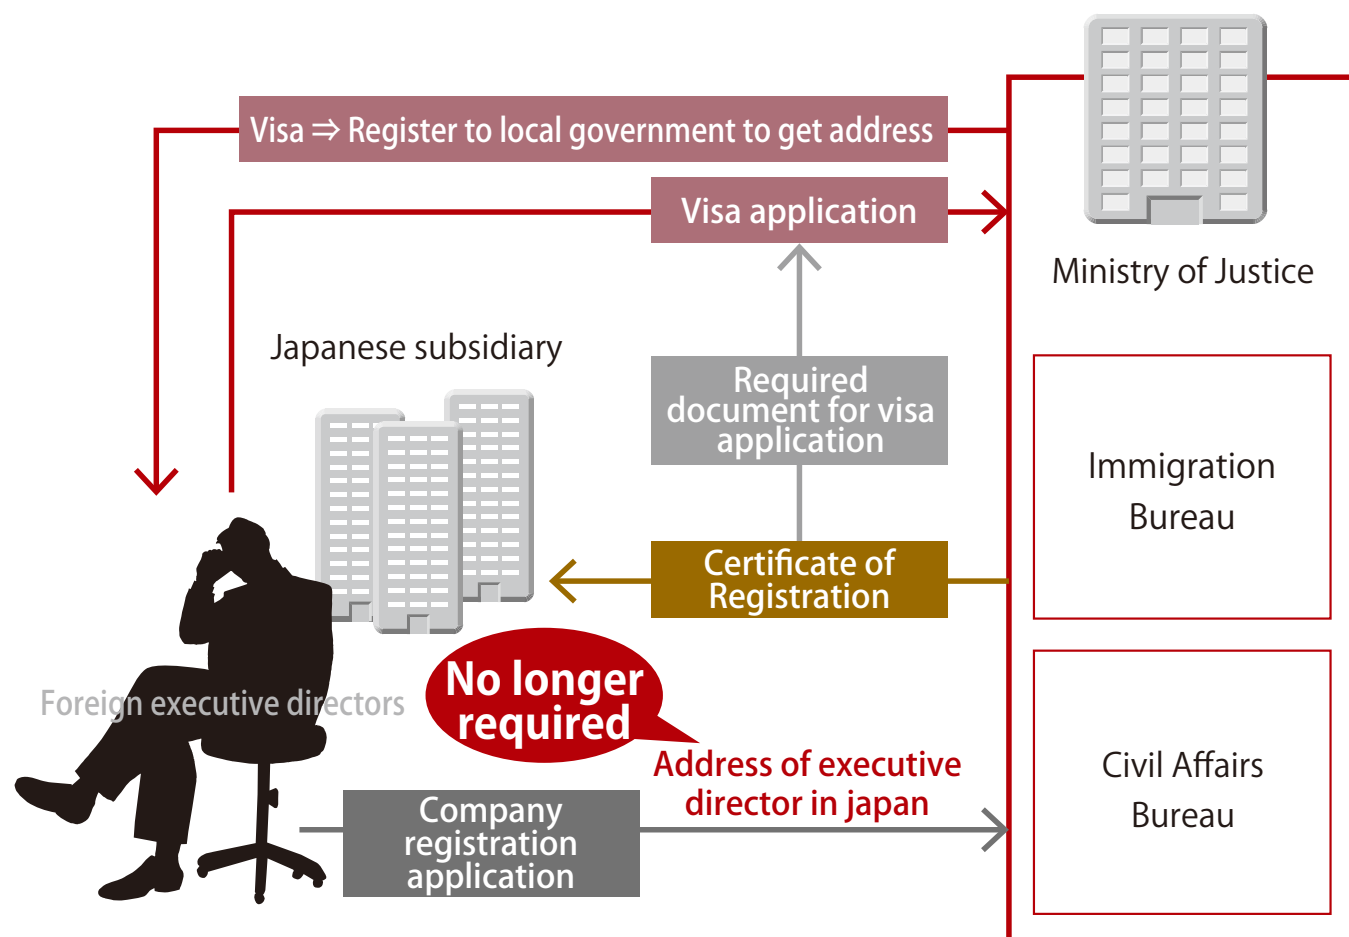 Visa ⇒ Register to local government to get address
Visa application
Ministry of Justice
Japanese subsidiary
Required
document for visa
application
Immigration
Bureau
Certificate of
Registration
No longer
required
Foreign executive directors
Address of executive
director in japan
Civil Affairs
Bureau
Company
registration
application